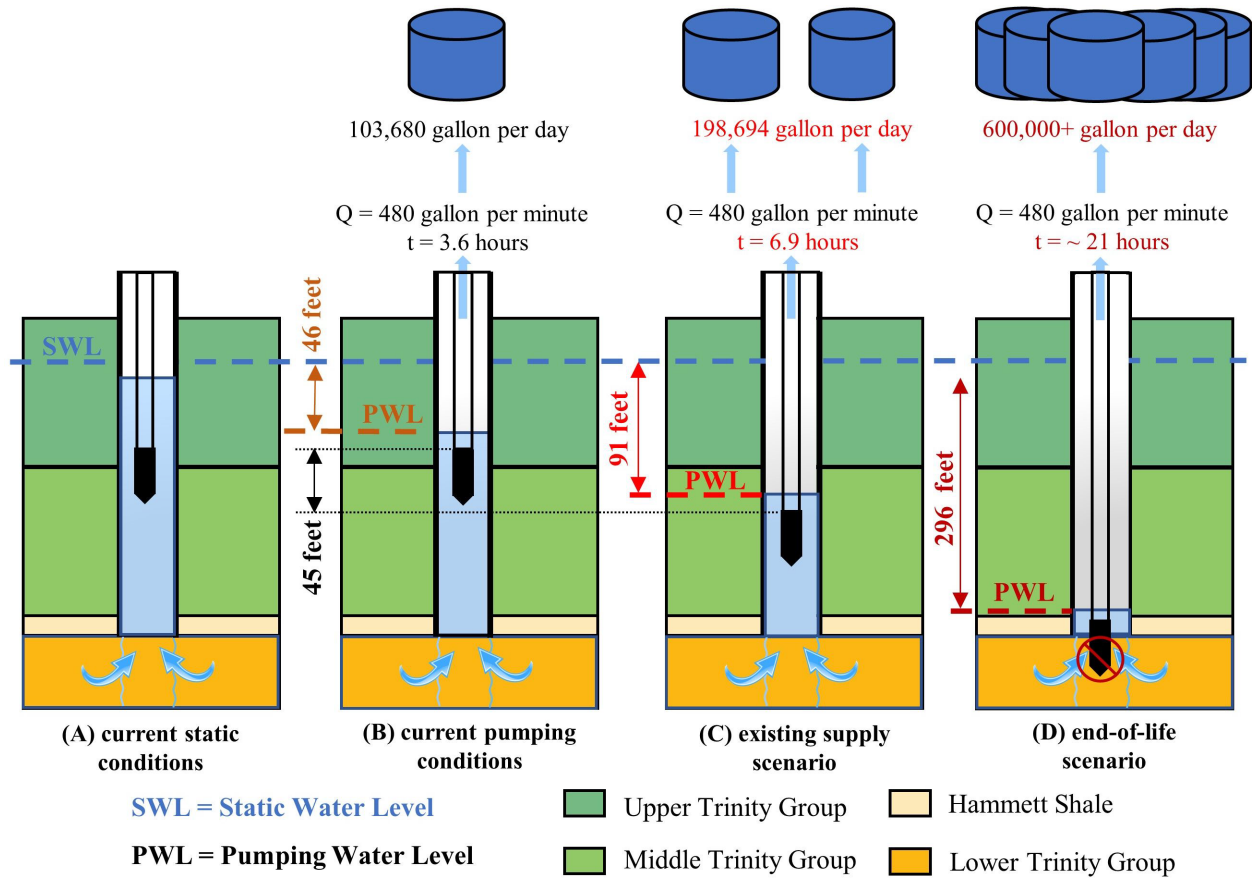 103,680 gallon per day
198,694 gallon per day
600,000+ gallon per day
Q = 480 gallon per minute
t = 3.6 hours
Q = 480 gallon per minute
t = 6.9 hours
Q = 480 gallon per minute
t = ~ 21 hours
SWL
46 feet
PWL
45 feet
91 feet
PWL
296 feet
PWL
(A) current static
conditions
(B) current pumping
conditions
(C) existing supply
scenario
(D) end-of-life
scenario
SWL = Static Water Level
PWL = Pumping Water Level
Upper Trinity Group
Hammett Shale
Middle Trinity Group
Lower Trinity Group